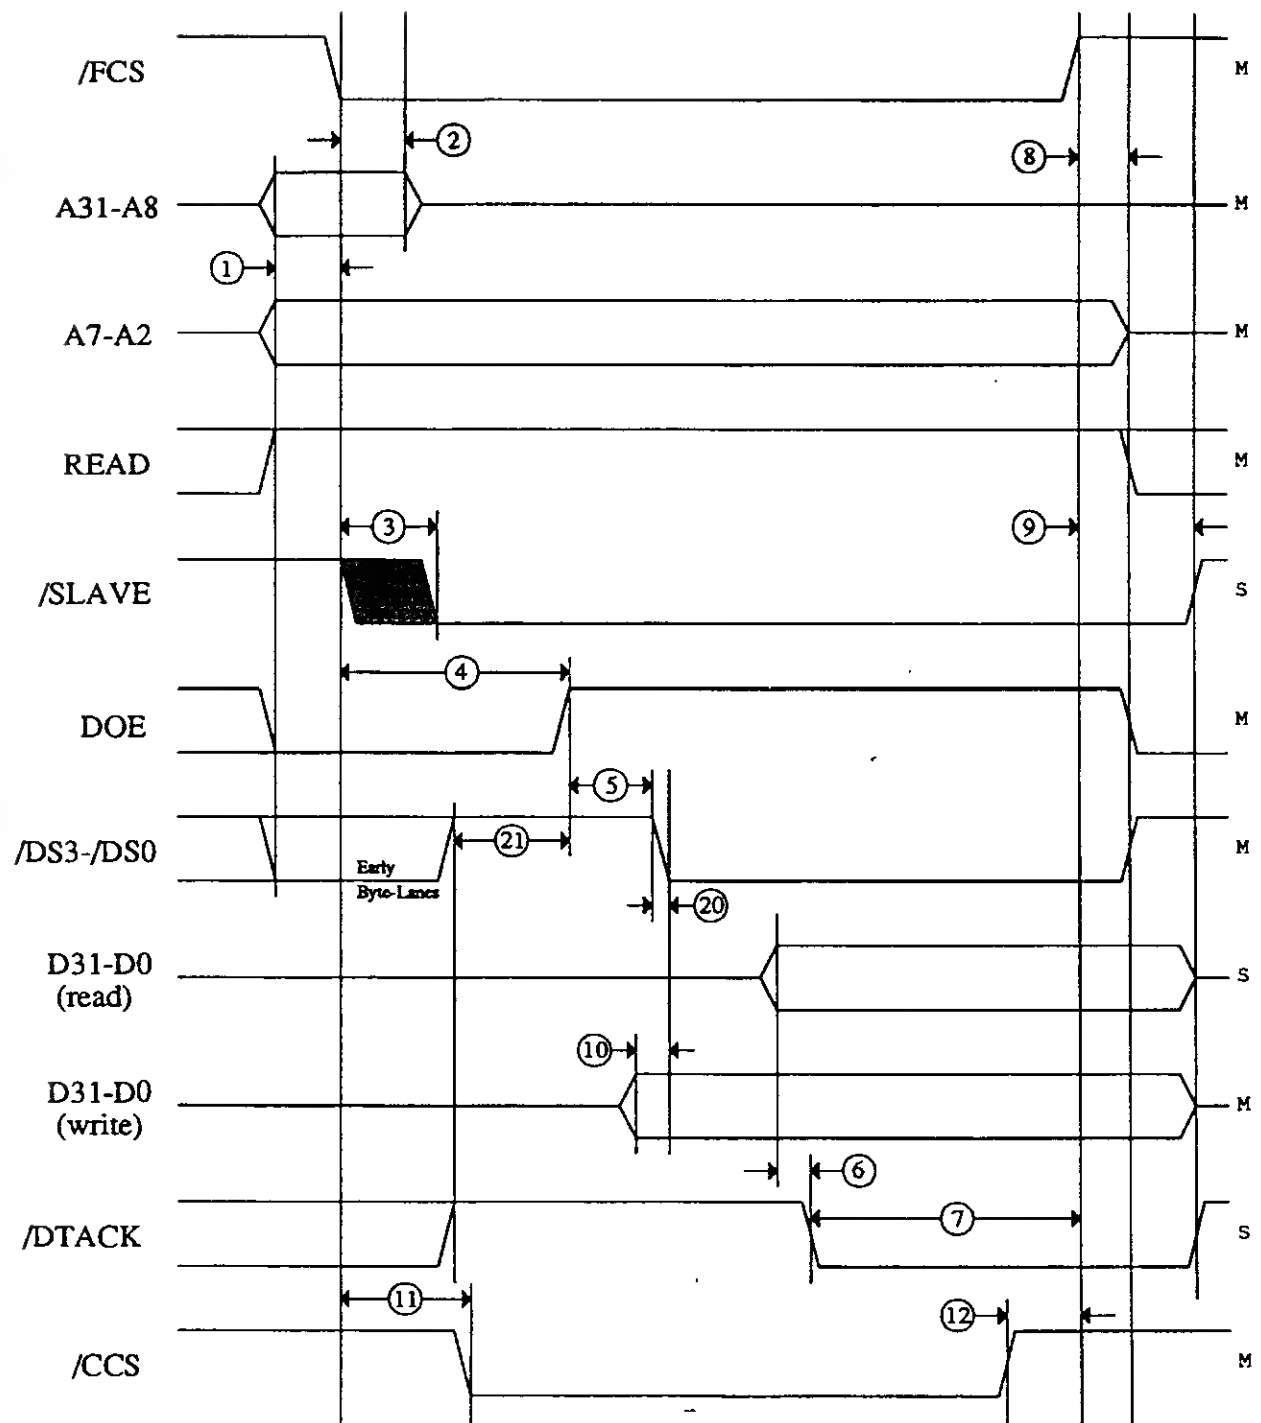 /FCS
M
2
8
A31-A8
M
1
A7-A2
M
READ
M
3
9
/SLAVE
S
4
DOE
M
5
/DS3-/DS0
21
M
Early
Byte-Lanes
20
D31-D0
(read)
S
10
D31-D0
(write)
M
6
/DTACK
7
S
11
12
/CCS
M